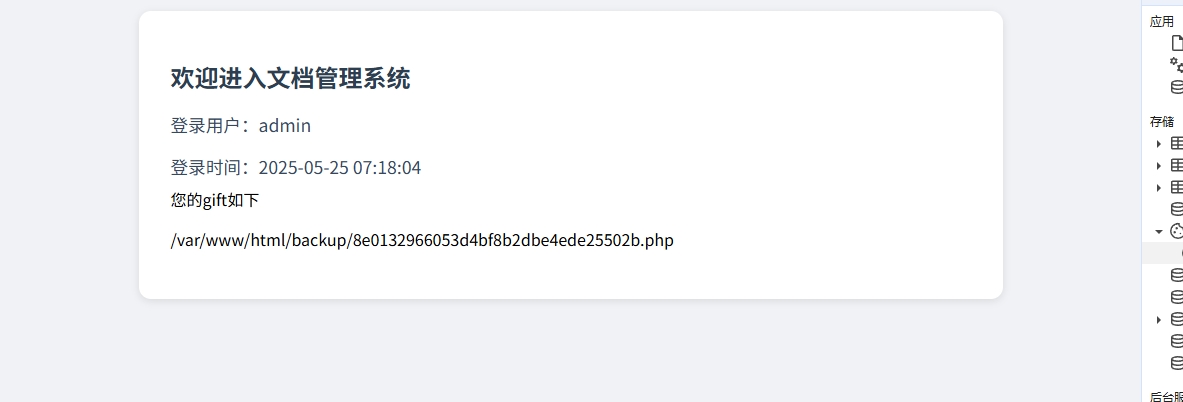 欢迎进入文档管理系统
登录用户：admin
登录时间：2025-05-25 07:18:04
您的gift如下
/var/www/html/backup/8e0132966053d4bf8b2dbe4ede25502b.php
应用
存储
后台服